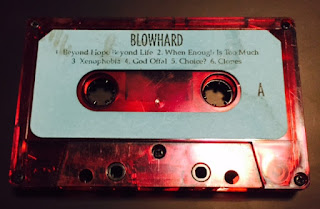 BLOWHARD
1. Beyond Hope Beyond Life 2. When Enough Is Too Much
3. Xenophobia 4. God Offal 5. Choice? 6. Clones
A